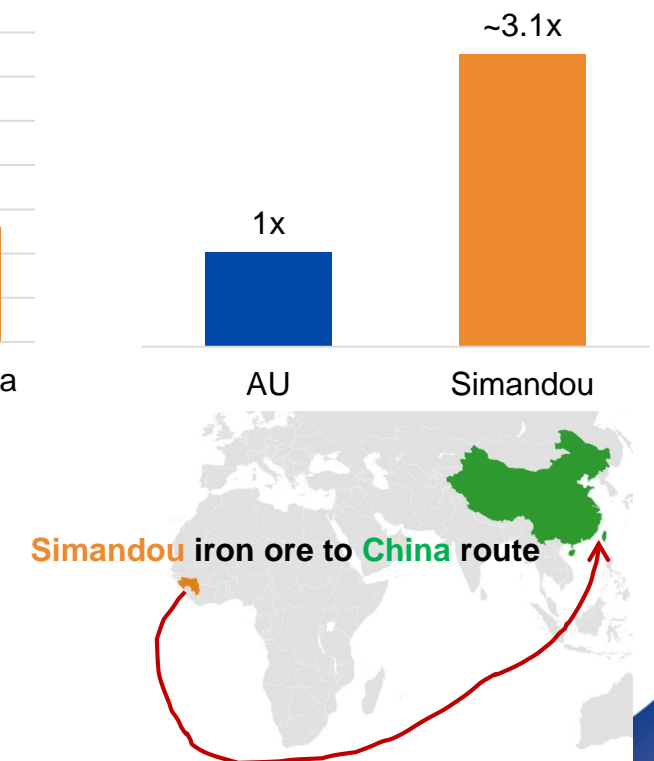 ~3.1x
1x
a
AU
Simandou
Simandou iron ore to China route